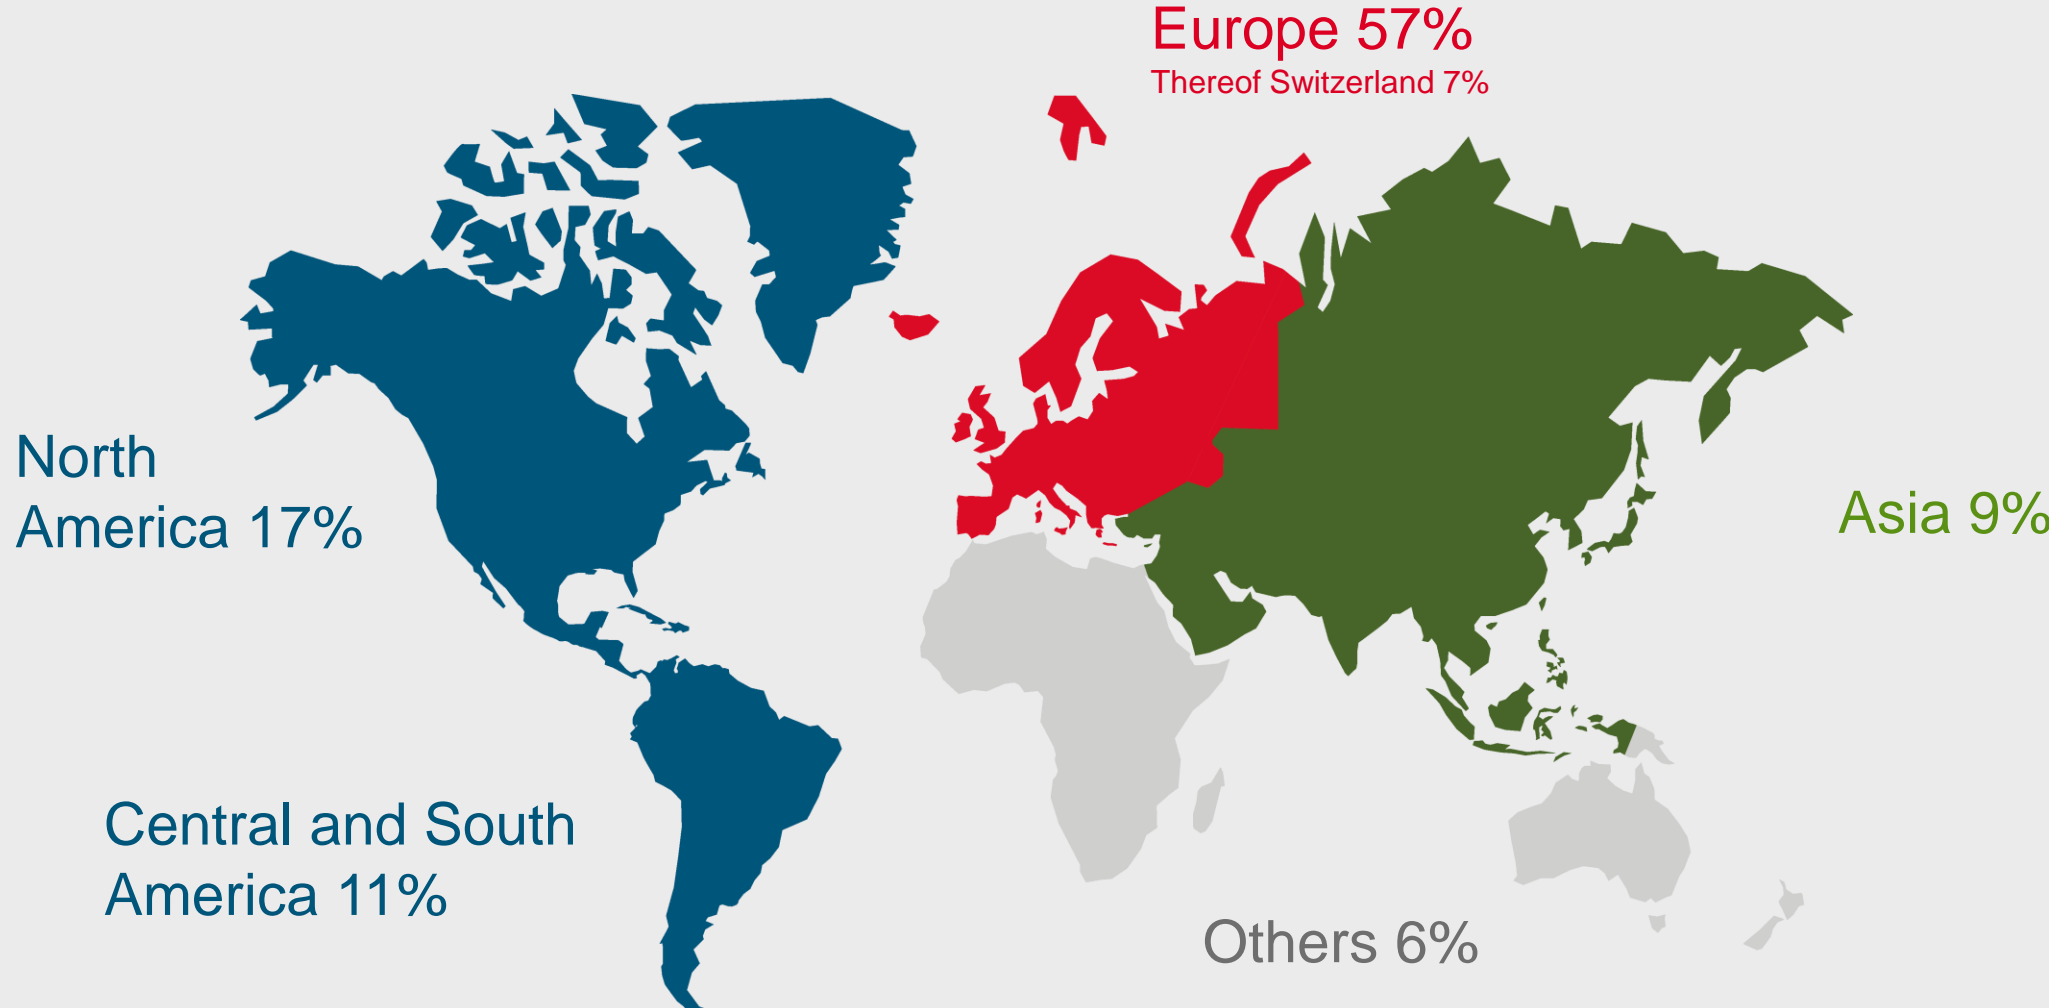 Europe 57%
Thereof Switzerland 7%
North
America 17%
Asia 9%
Central and South
America 11%
Others 6%